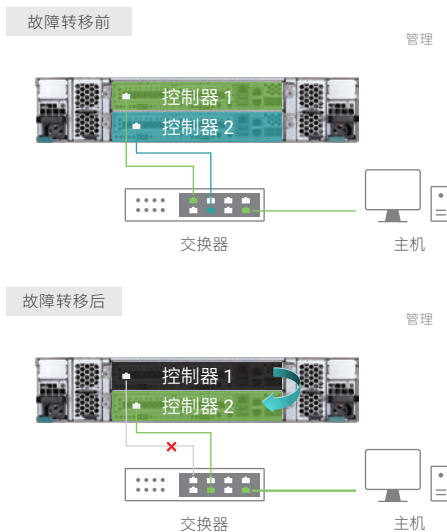 故障转移前
管理
控制器 1
控制器 2
交换器
主机
故障转移后
管理
控制器 1
控制器 2
交换器
主机